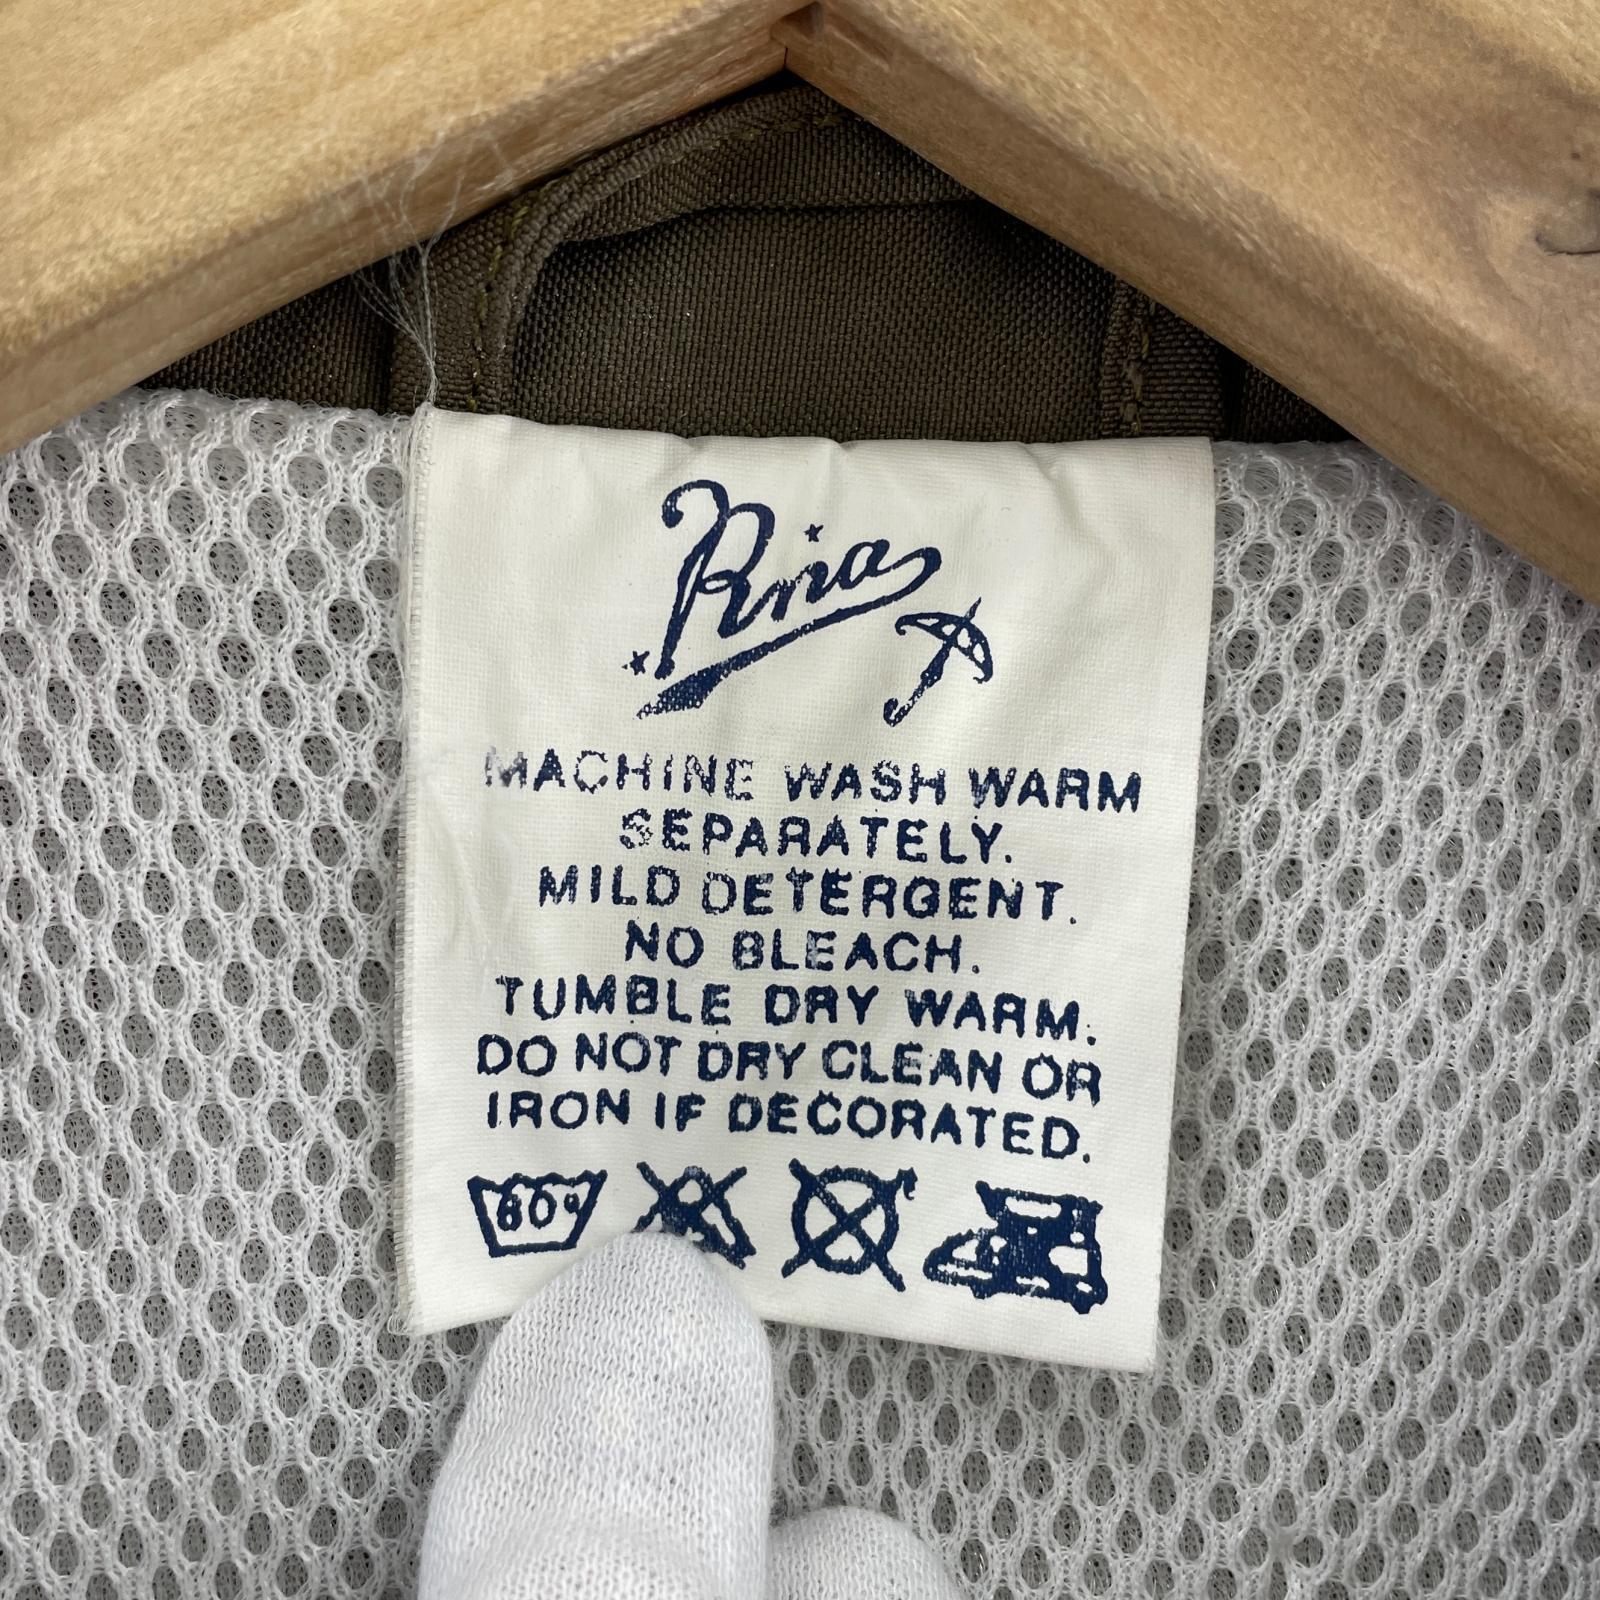 Rnia
MACHINE WASH WARM
SEPARATELY.
MILD DETERGENT.
NO BLEACH.
TUMBLE DRY WARM.
DO NOT DRY CLEAN OR
IRON IF DECORATED.
60°